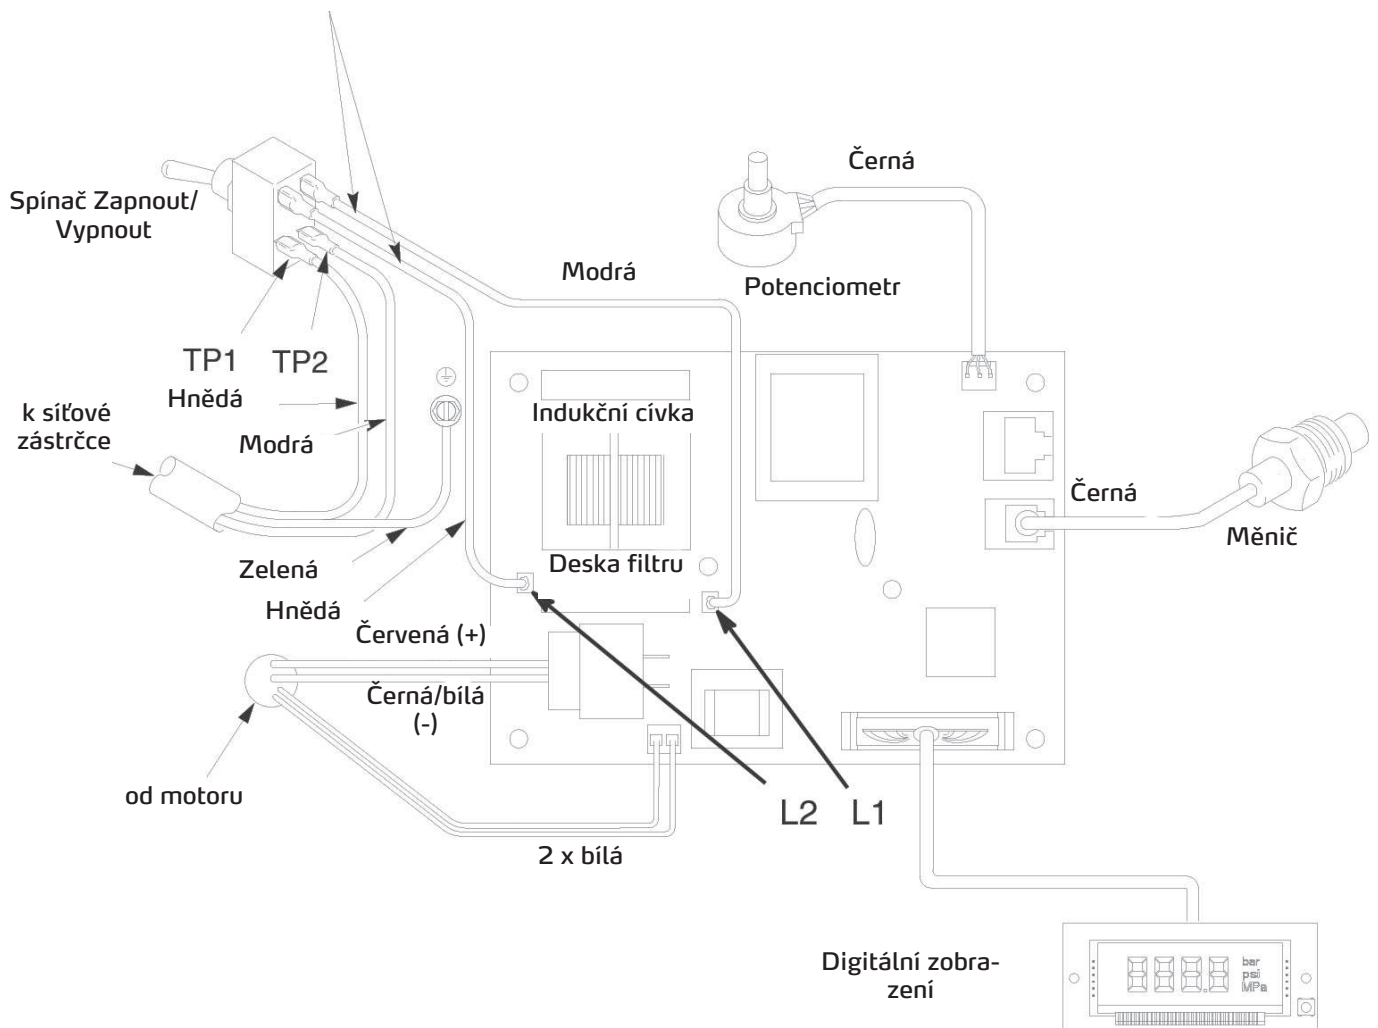 Černá
Spínač Zapnout/
Vypnout
Modrá
Potenciometr
TP1
TP2
Hnědá
k síťové
zástrčce
Modrá
Indukční cívka
Černá
Měnič
Zelená
Deska filtru
Hnědá
Červená (+)
Černá/bílá
(-)
od motoru
L2
L1
2 x bílá
Digitální zobra-
zení
8888
bar
psi
MPa